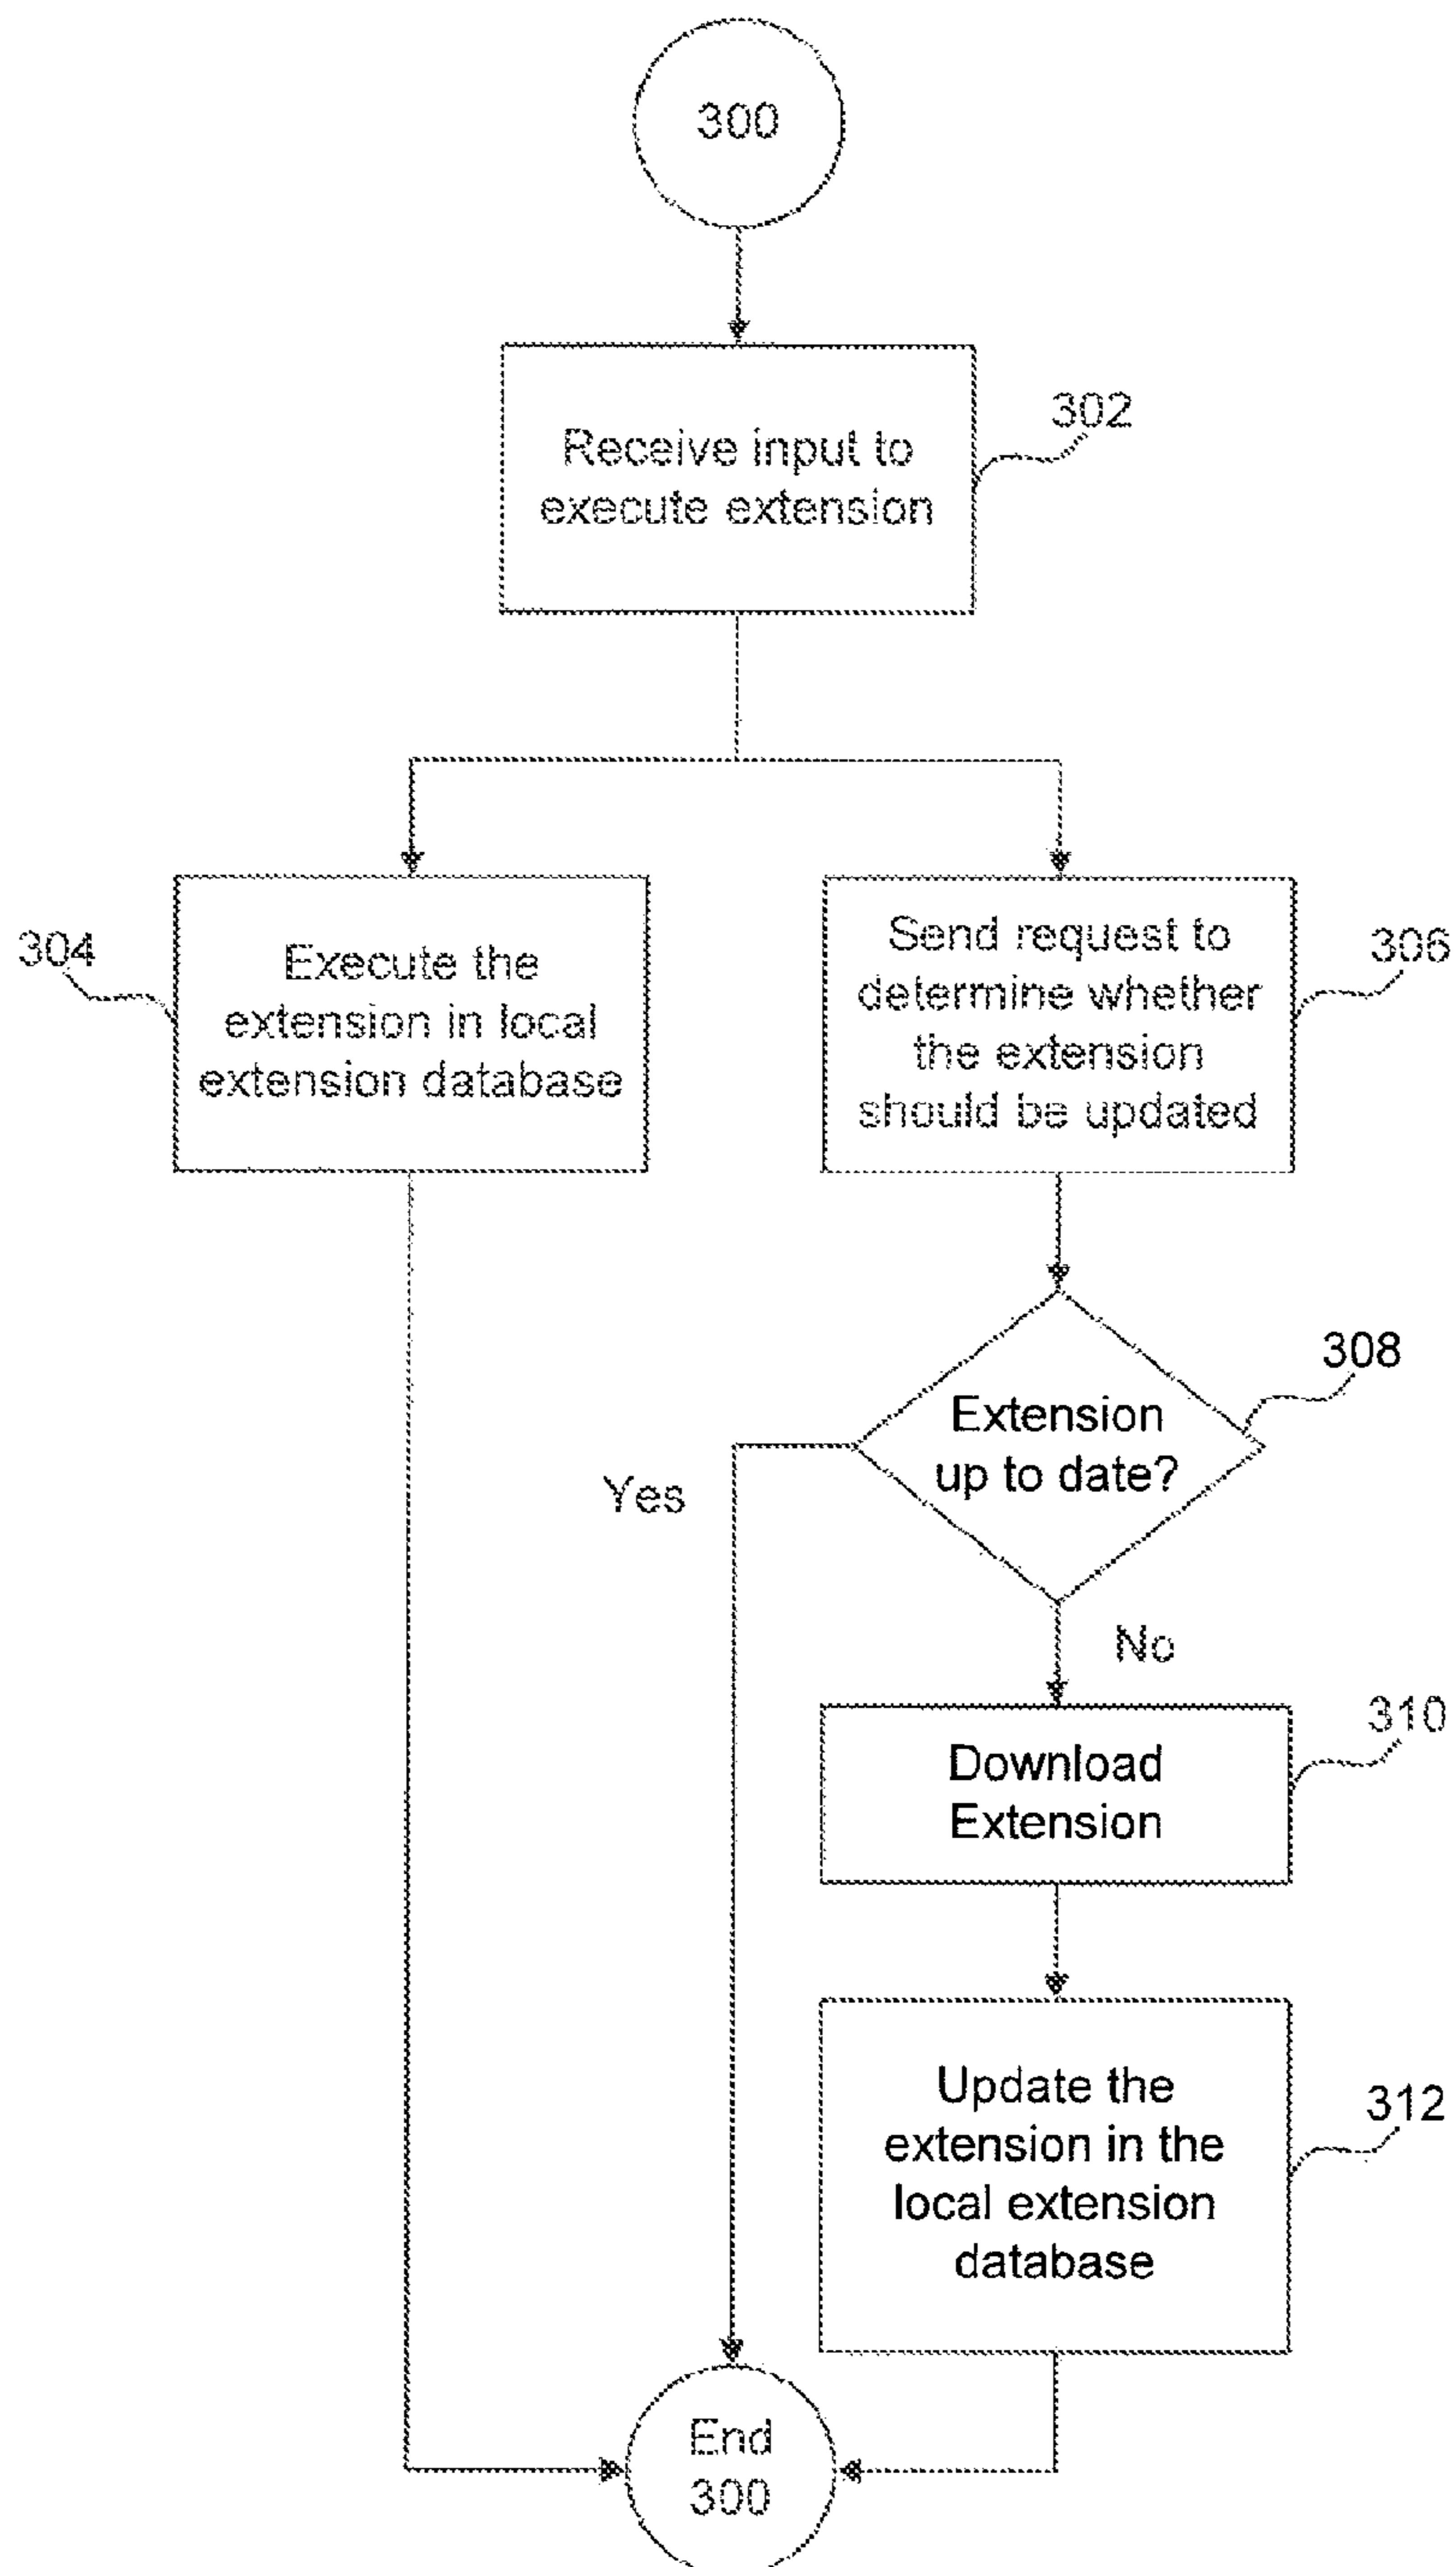 300
302
Receive input to
execute extension
304
Execute the
extension in local
extension database
306
Send request to
determine whether
the extension
should be updated
308
Extension
up to date?
Yes
No
310
Download
Extension
312
Update the
extension in the
local extension
database
End
300